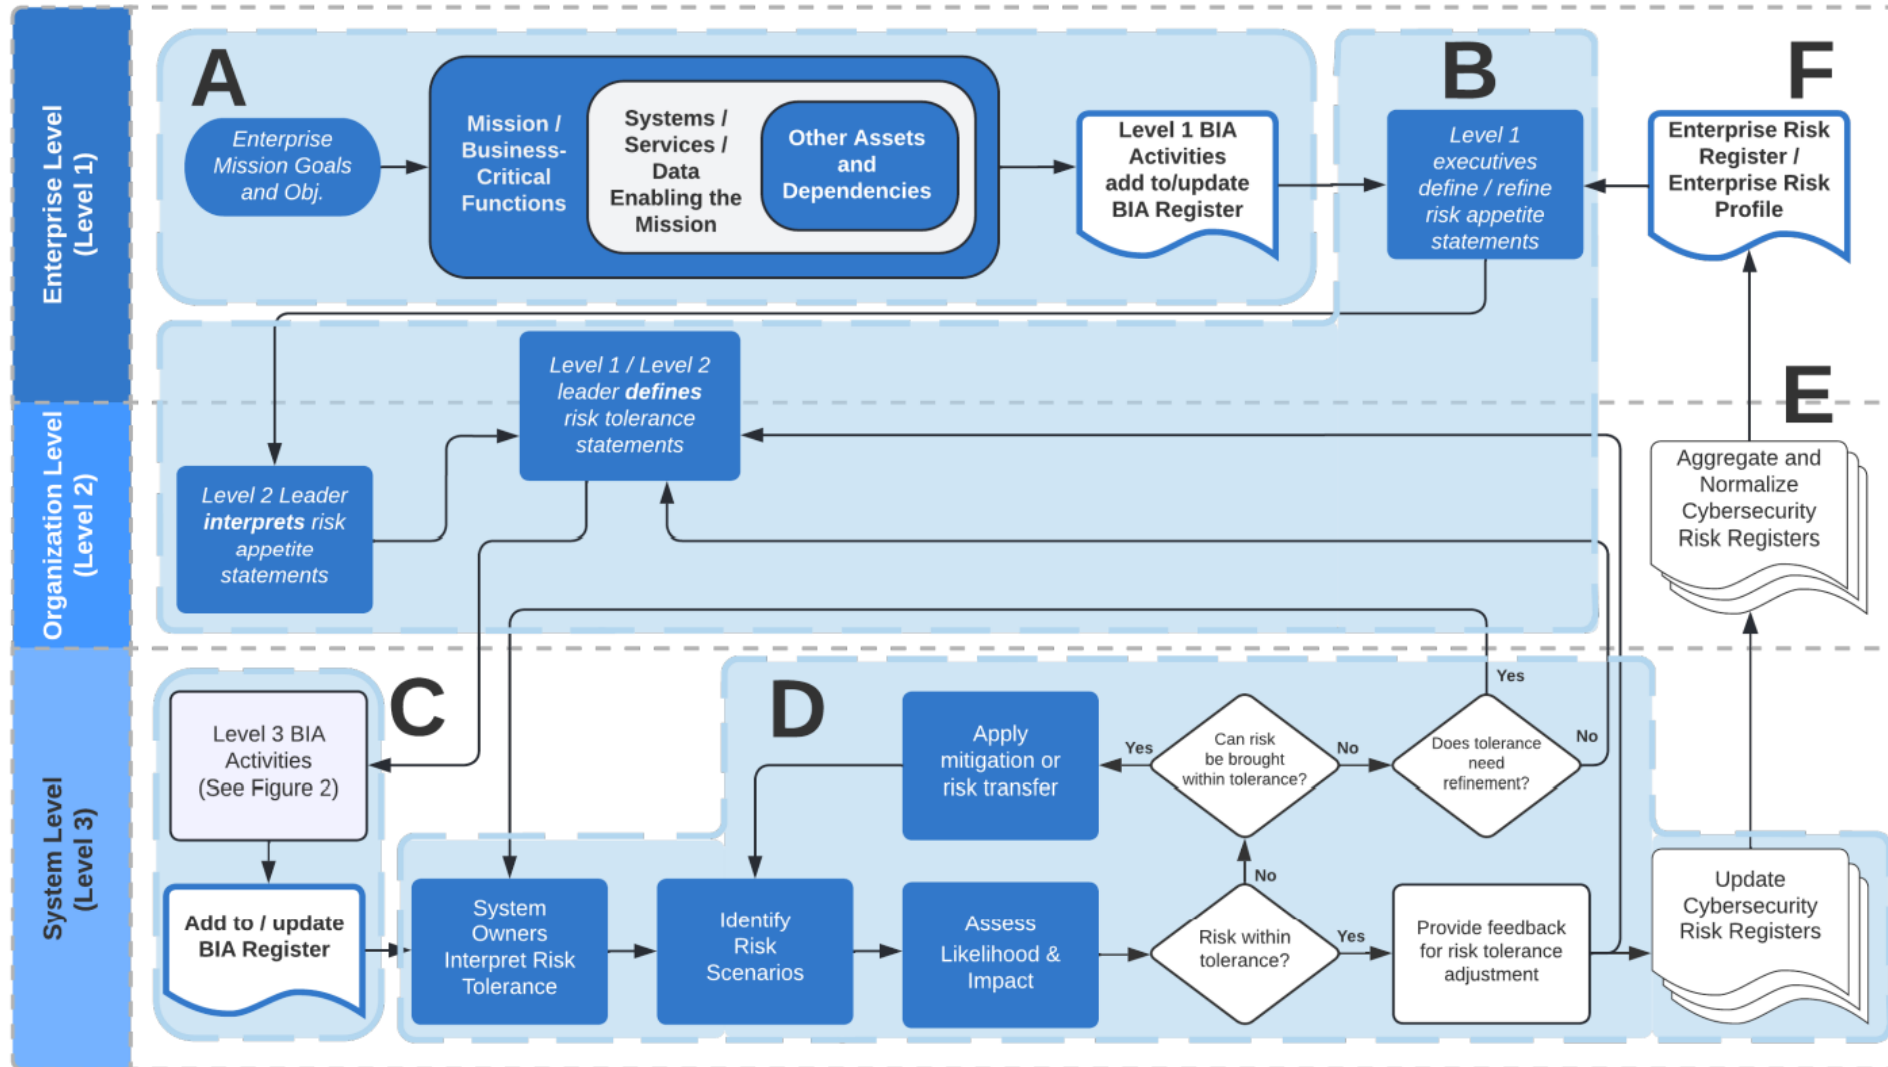 Enterprise Level
(Level 1)
A
Enterprise
Mission Goals
and Obj.
Mission /
Business-
Critical
Functions
Systems /
Services /
Data
Enabling the
Mission
Other Assets
and
Dependencies
Level 1 BIA
Activities
add to/update
BIA Register
B
Level 1
executives
define / refine
risk appetite
statements
F
Enterprise Risk
Register /
Enterprise Risk
Profile
Organization Level
(Level 2)
Level 1 / Level 2
leader defines
risk tolerance
statements
Level 2 Leader
interprets risk
appetite
statements
E
Aggregate and
Normalize
Cybersecurity
Risk Registers
System Level
(Level 3)
C
Level 3 BIA
Activities
(See Figure 2)
Add to / update
BIA Register
D
Apply
mitigation or
risk transfer
Yes
Can risk
be brought
within tolerance?
No
Does tolerance
need
refinement?
Yes
No
System
Owners
Interpret Risk
Tolerance
Identify
Risk
Scenarios
Assess
Likelihood &
Impact
No
Risk within
tolerance?
Yes
Provide feedback
for risk tolerance
adjustment
Update
Cybersecurity
Risk Registers